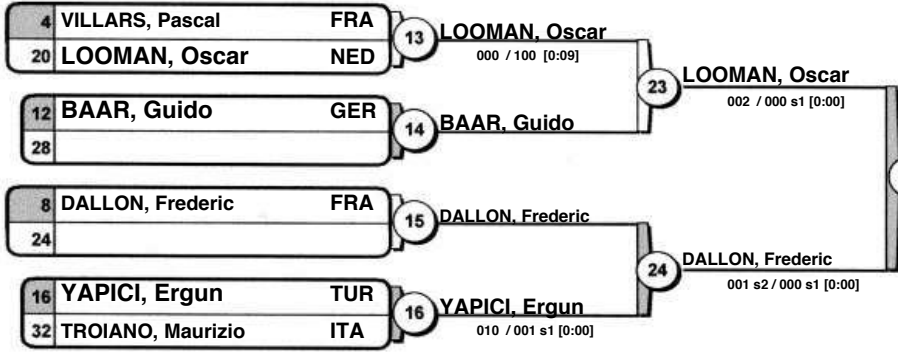 4 VILLARS, Pascal FRA
20 LOOMAN, Oscar NED
13 LOOMAN, Oscar
000 / 100 [0:09]
12 BAAR, Guido GER
28
14 BAAR, Guido
23 LOOMAN, Oscar
002 / 000 s1 [0:00]
8 DALLON, Frederic FRA
24
15 DALLON, Frederic
16 YAPICI, Ergun TUR
32 TROIANO, Maurizio ITA
16 YAPICI, Ergun
010 / 001 s1 [0:00]
24 DALLON, Frederic
001 s2 / 000 s1 [0:00]